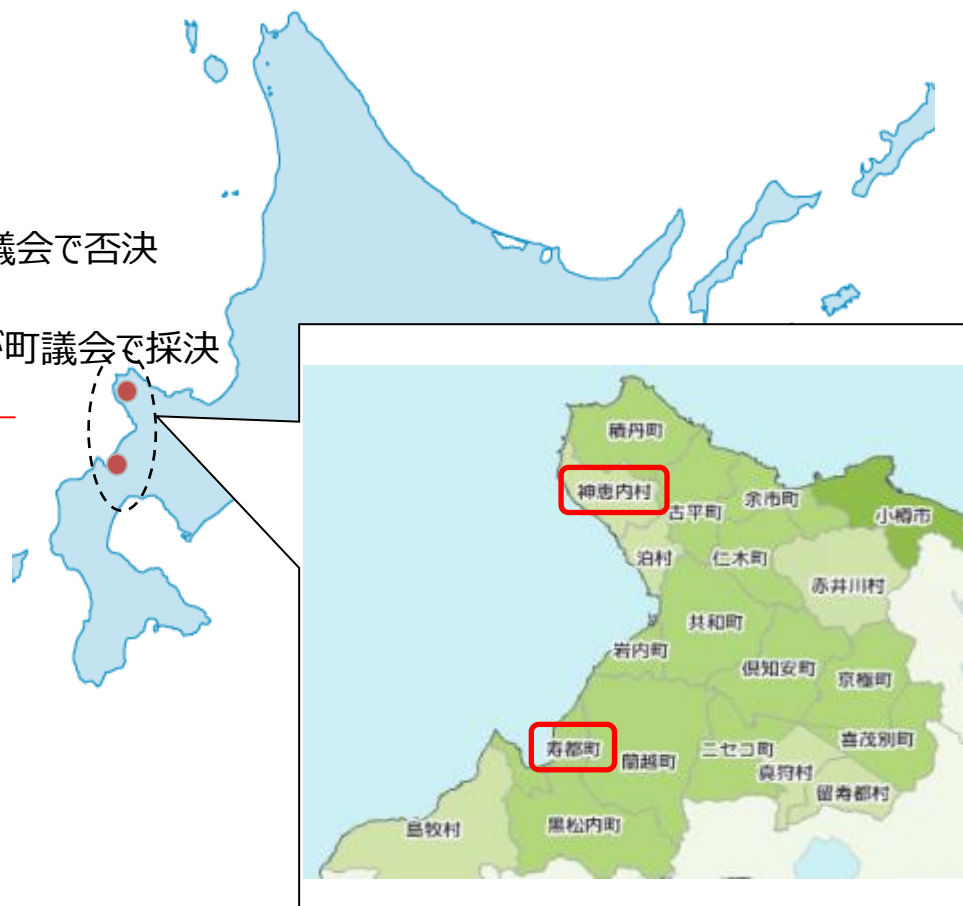 議会で否決
町議会で採決
積丹町
神恵内村
余市町
古平町
小樽市
泊村
仁木町
赤井川村
共和町
岩内町
倶知安町
京極町
寿都町
蘭越町
ニセコ町
喜茂別町
真狩村
留寿都村
島牧村
黒松内町